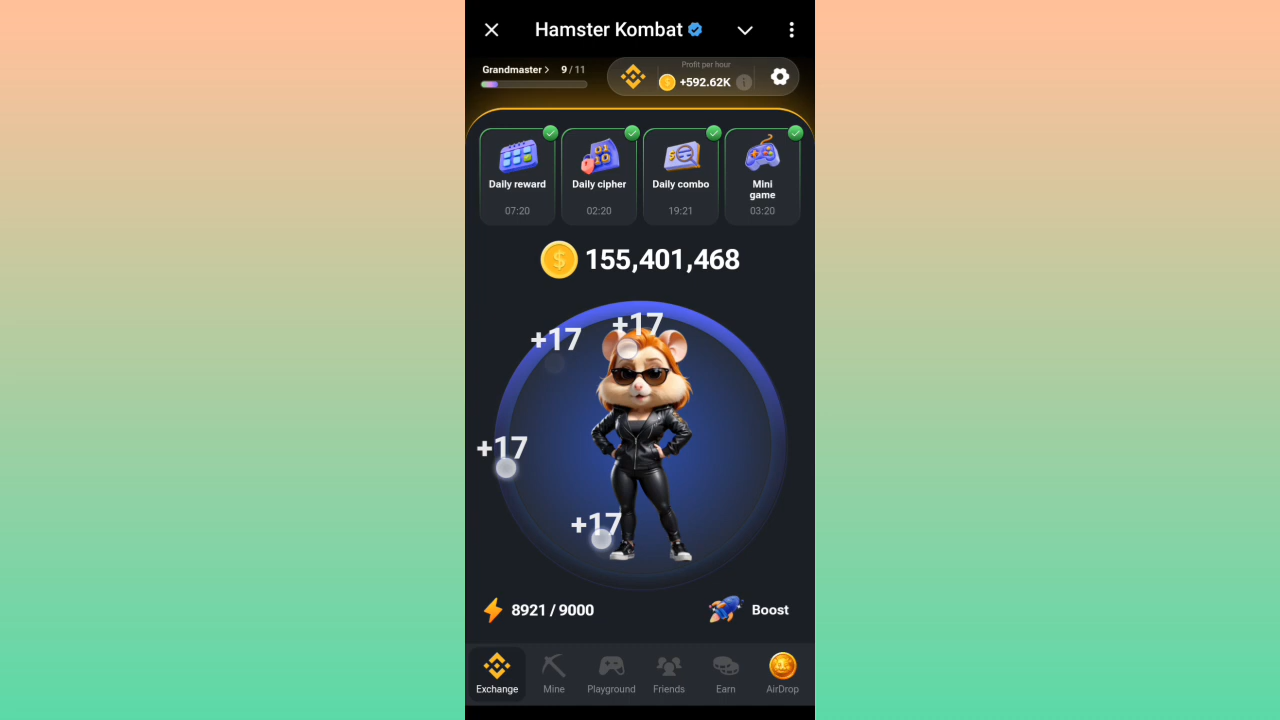 Hamster Kombat
Grandmaster > 9 / 11
Profit per hour
+592.62K
Daily reward
07:20
Daily cipher
02:20
Daily combo
19:21
Mini
game
03:20
155,401,468
+17
+17
+17
+17
8921 / 9000
Boost
Exchange
Mine
Playground
Friends
Earn
AirDrop